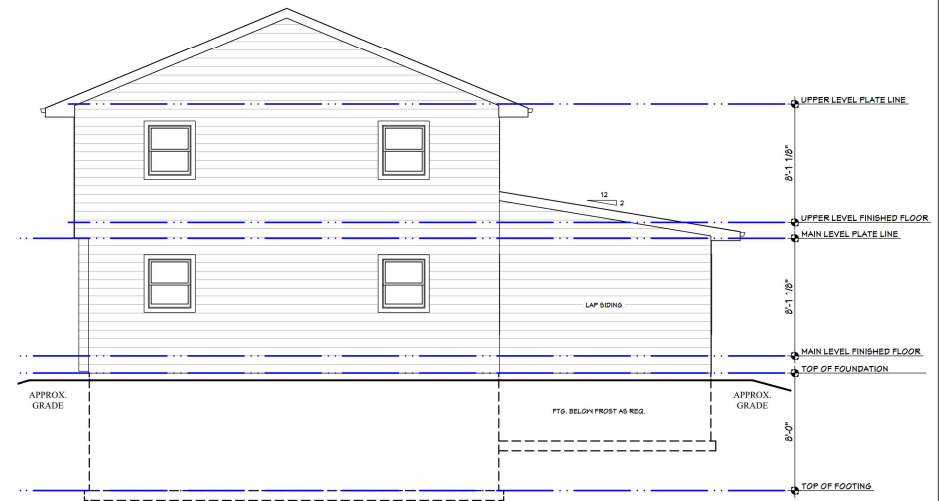 UPPER LEVEL PLATE LINE
8'-1 1/8"
12
2
UPPER LEVEL FINISHED FLOOR
MAIN LEVEL PLATE LINE
8'-1 1/8"
LAP SIDING
MAIN LEVEL FINISHED FLOOR
TOP OF FOUNDATION
APPROX.
GRADE
APPROX.
GRADE
FTG. BELOW FROST AS REQ.
8'-0"
TOP OF FOOTING